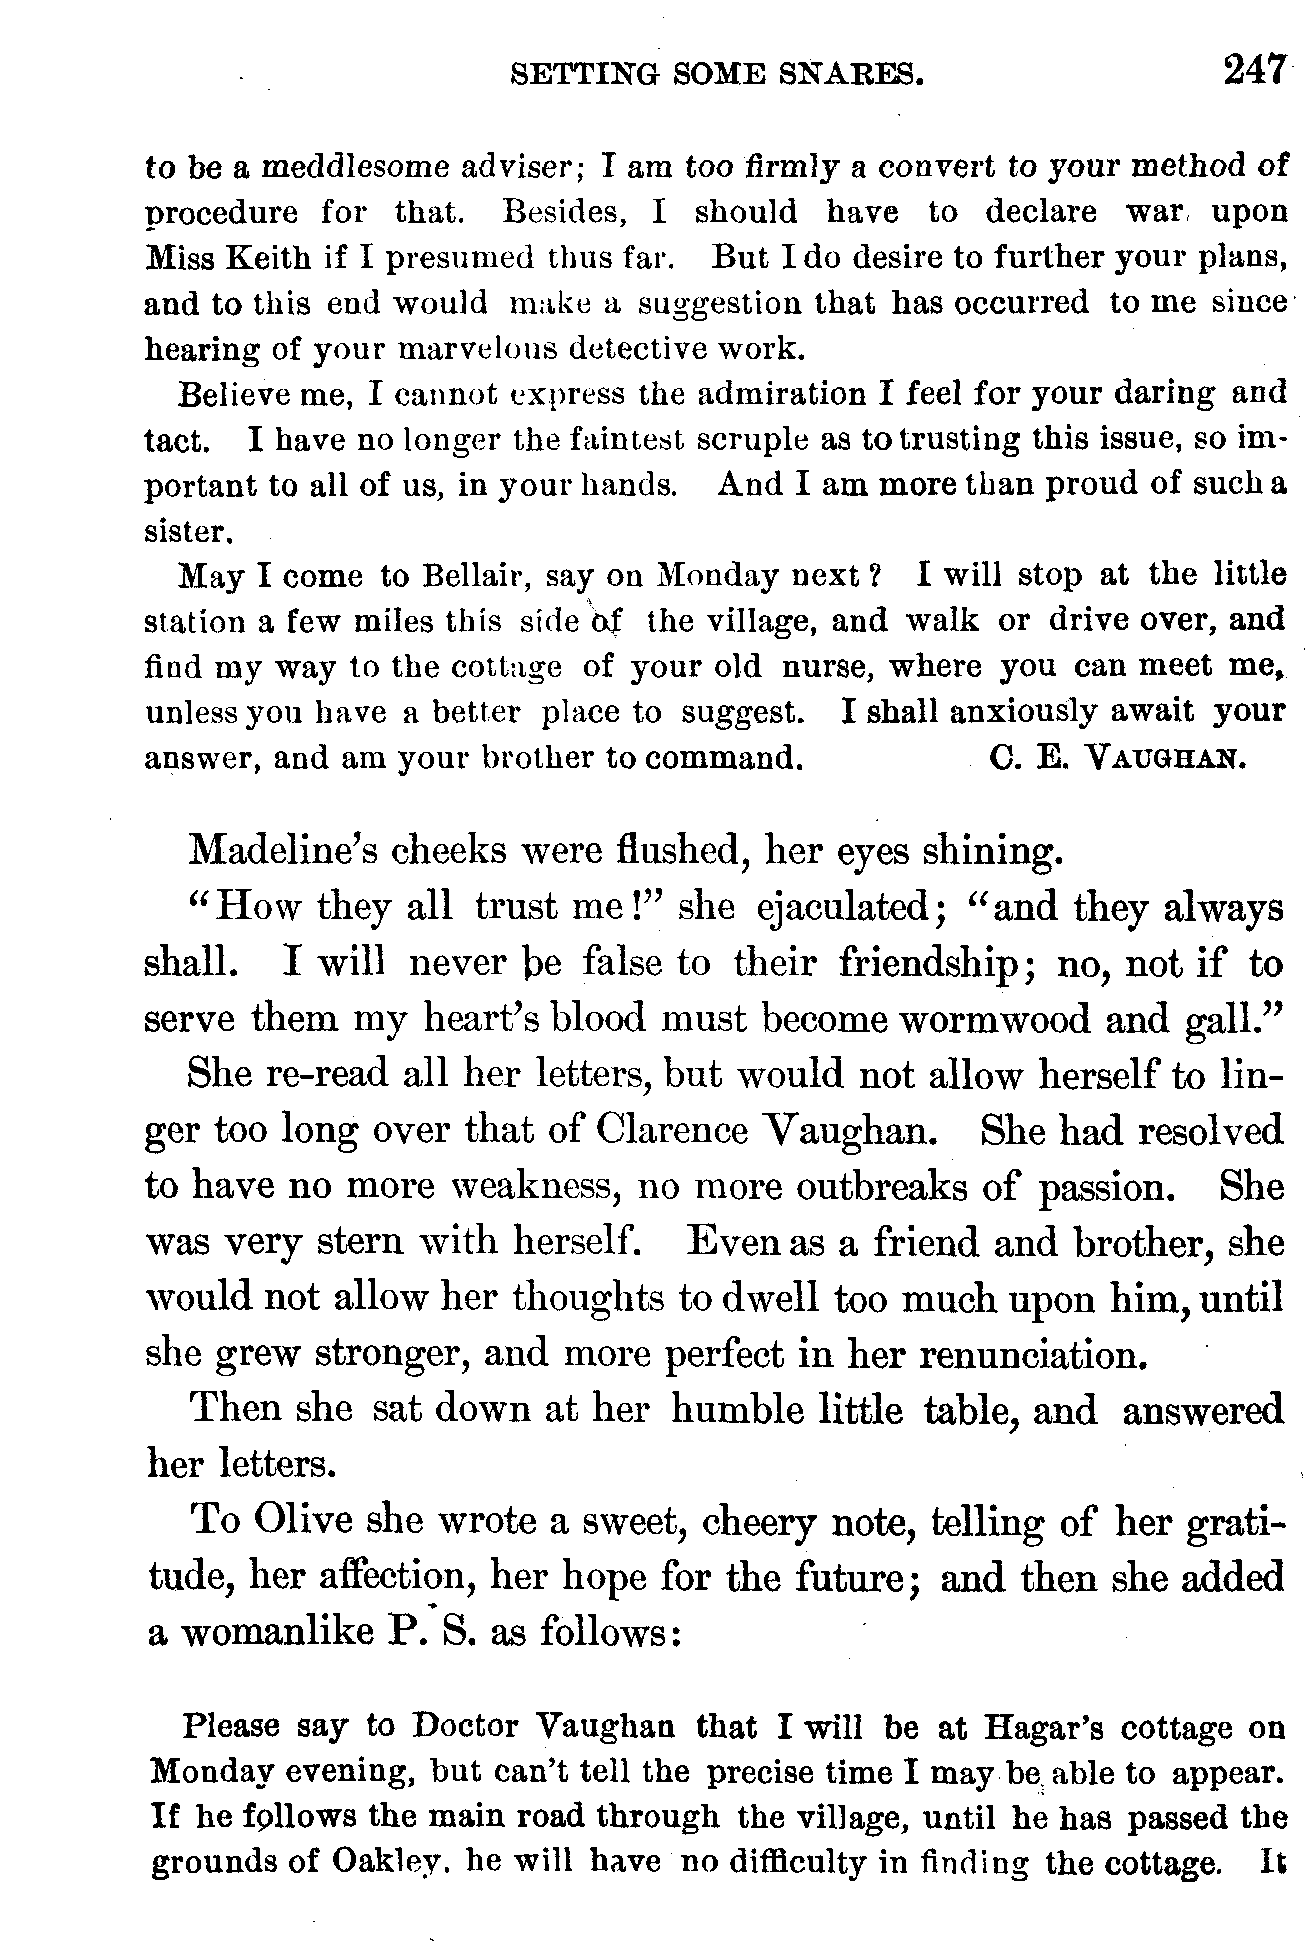 SETTING SOME SNARES. 247
to be a meddlesome adviser; I am too firmly a convert to your method of
procedure for that. Besides, I should have to declare war upon
Miss Keith if I presumed thus far. But I do desire to further your plans,
and to this end would make a suggestion that has occurred to me since
hearing of your marvelous detective work.
Believe me, I cannot express the admiration I feel for your daring and
tact. I have no longer the faintest scruple as to trusting this issue, so im-
portant to all of us, in your hands. And I am more than proud of such a
sister.
May I come to Bellair, say on Monday next? I will stop at the little
station a few miles this side of the village, and walk or drive over, and
find my way to the cottage of your old nurse, where you can meet me,
unless you have a better place to suggest. I shall anxiously await your
answer, and am your brother to command. C. E. VAUGHAN.
Madeline's cheeks were flushed, her eyes shining.
"How they all trust me!" she ejaculated; "and they always
shall. I will never be false to their friendship; no, not if to
serve them my heart's blood must become wormwood and gall."
She re-read all her letters, but would not allow herself to lin-
ger too long over that of Clarence Vaughan. She had resolved
to have no more weakness, no more outbreaks of passion. She
was very stern with herself. Even as a friend and brother, she
would not allow her thoughts to dwell too much upon him, until
she grew stronger, and more perfect in her renunciation.
Then she sat down at her humble little table, and answered
her letters.
To Olive she wrote a sweet, cheery note, telling of her grati-
tude, her affection, her hope for the future; and then she added
a womanlike P. S. as follows:
Please say to Doctor Vaughan that I will be at Hagar's cottage on
Monday evening, but can't tell the precise time I may be able to appear.
If he follows the main road through the village, until he has passed the
grounds of Oakley, he will have no difficulty in finding the cottage. It